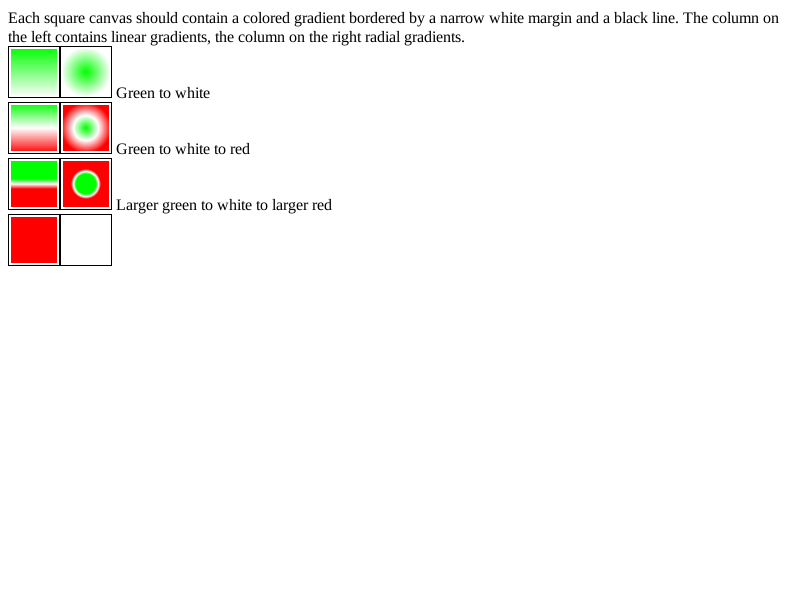 Each square canvas should contain a colored gradient bordered by a narrow white margin and a black line. The column on
the left contains linear gradients, the column on the right radial gradients.
Green to white
Green to white to red
Larger green to white to larger red